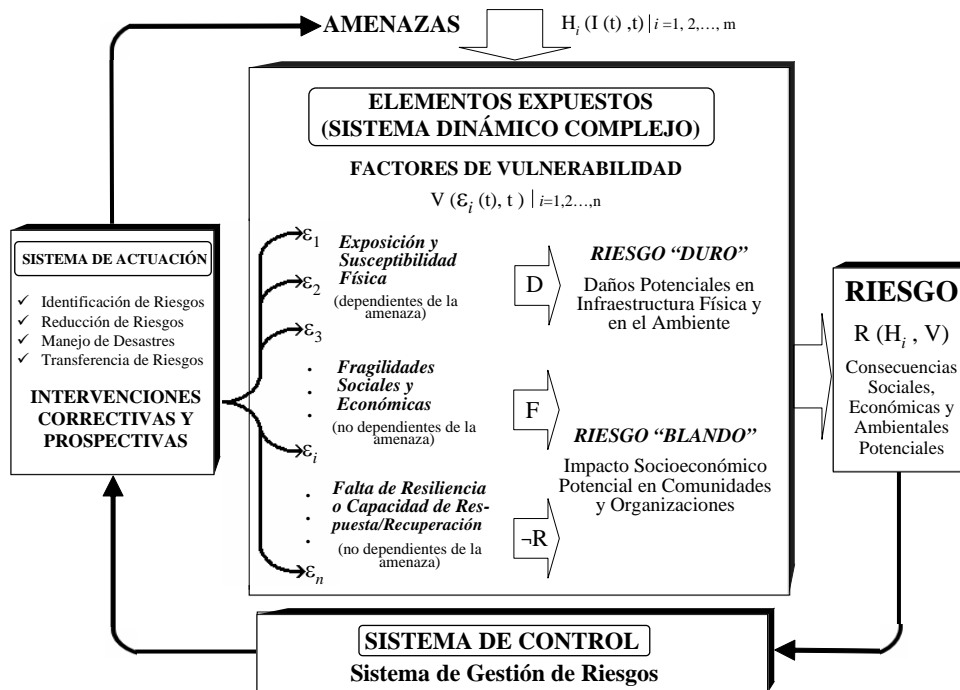 AMENAZAS
H_i (I (t) ,t) | i =1, 2,..., m
ELEMENTOS EXPUESTOS
(SISTEMA DINÁMICO COMPLEJO)
FACTORES DE VULNERABILIDAD
V (ε_i (t), t ) | i=1,2...,n
SISTEMA DE ACTUACIÓN
✓ Identificación de Riesgos
✓ Reducción de Riesgos
✓ Manejo de Desastres
✓ Transferencia de Riesgos
INTERVENCIONES
CORRECTIVAS Y
PROSPECTIVAS
ε1
ε2
ε3
.
.
.
ε_i
.
.
.
ε_n
Exposición y
Susceptibilidad
Física
(dependientes de la
amenaza)
D
RIESGO “DURO”
Daños Potenciales en
Infraestructura Física y
en el Ambiente
Fragilidades
Sociales y
Económicas
(no dependientes de la
amenaza)
F
Falta de Resiliencia
o Capacidad de Res-
puesta/Recuperación
(no dependientes de la
amenaza)
¬R
RIESGO “BLANDO”
Impacto Socioeconómico
Potencial en Comunidades
y Organizaciones
RIESGO
R (H_i , V)
Consecuencias
Sociales,
Económicas y
Ambientales
Potenciales
SISTEMA DE CONTROL
Sistema de Gestión de Riesgos